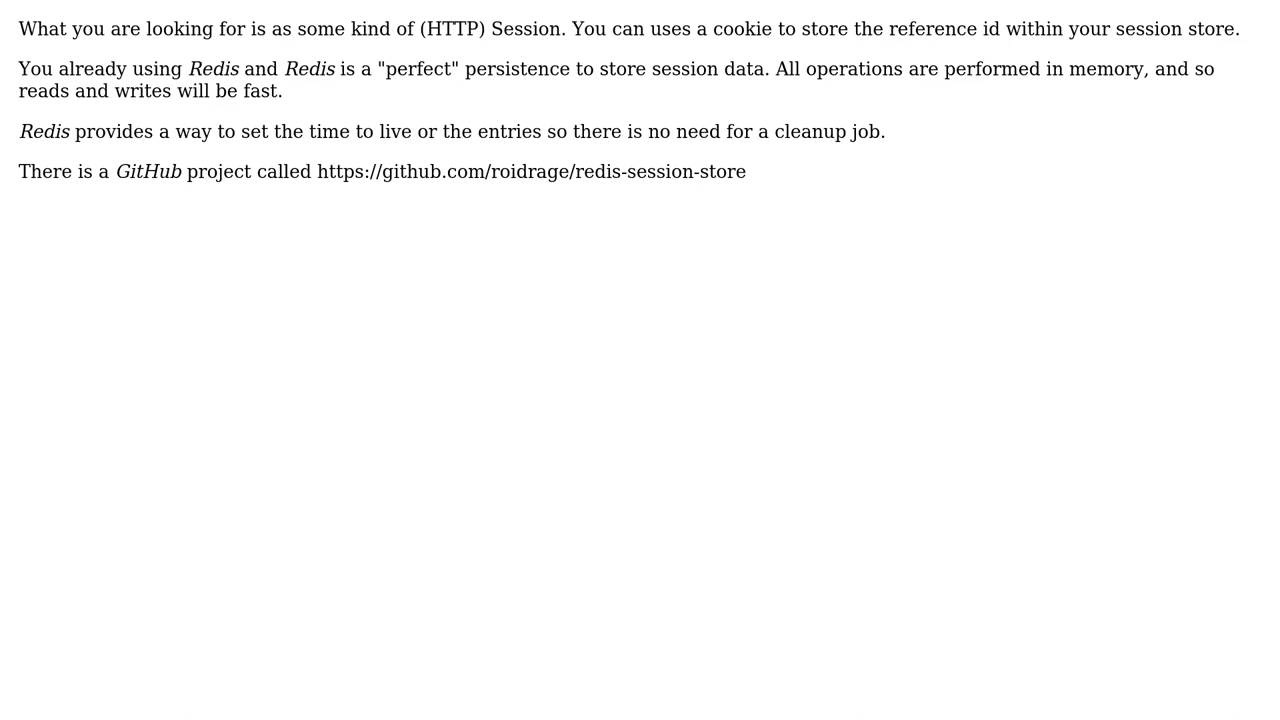 What you are looking for is as some kind of (HTTP) Session. You can uses a cookie to store the reference id within your session store.
You already using Redis and Redis is a "perfect" persistence to store session data. All operations are performed in memory, and so
reads and writes will be fast.
Redis provides a way to set the time to live or the entries so there is no need for a cleanup job.
There is a GitHub project called https://github.com/roidrage/redis-session-store